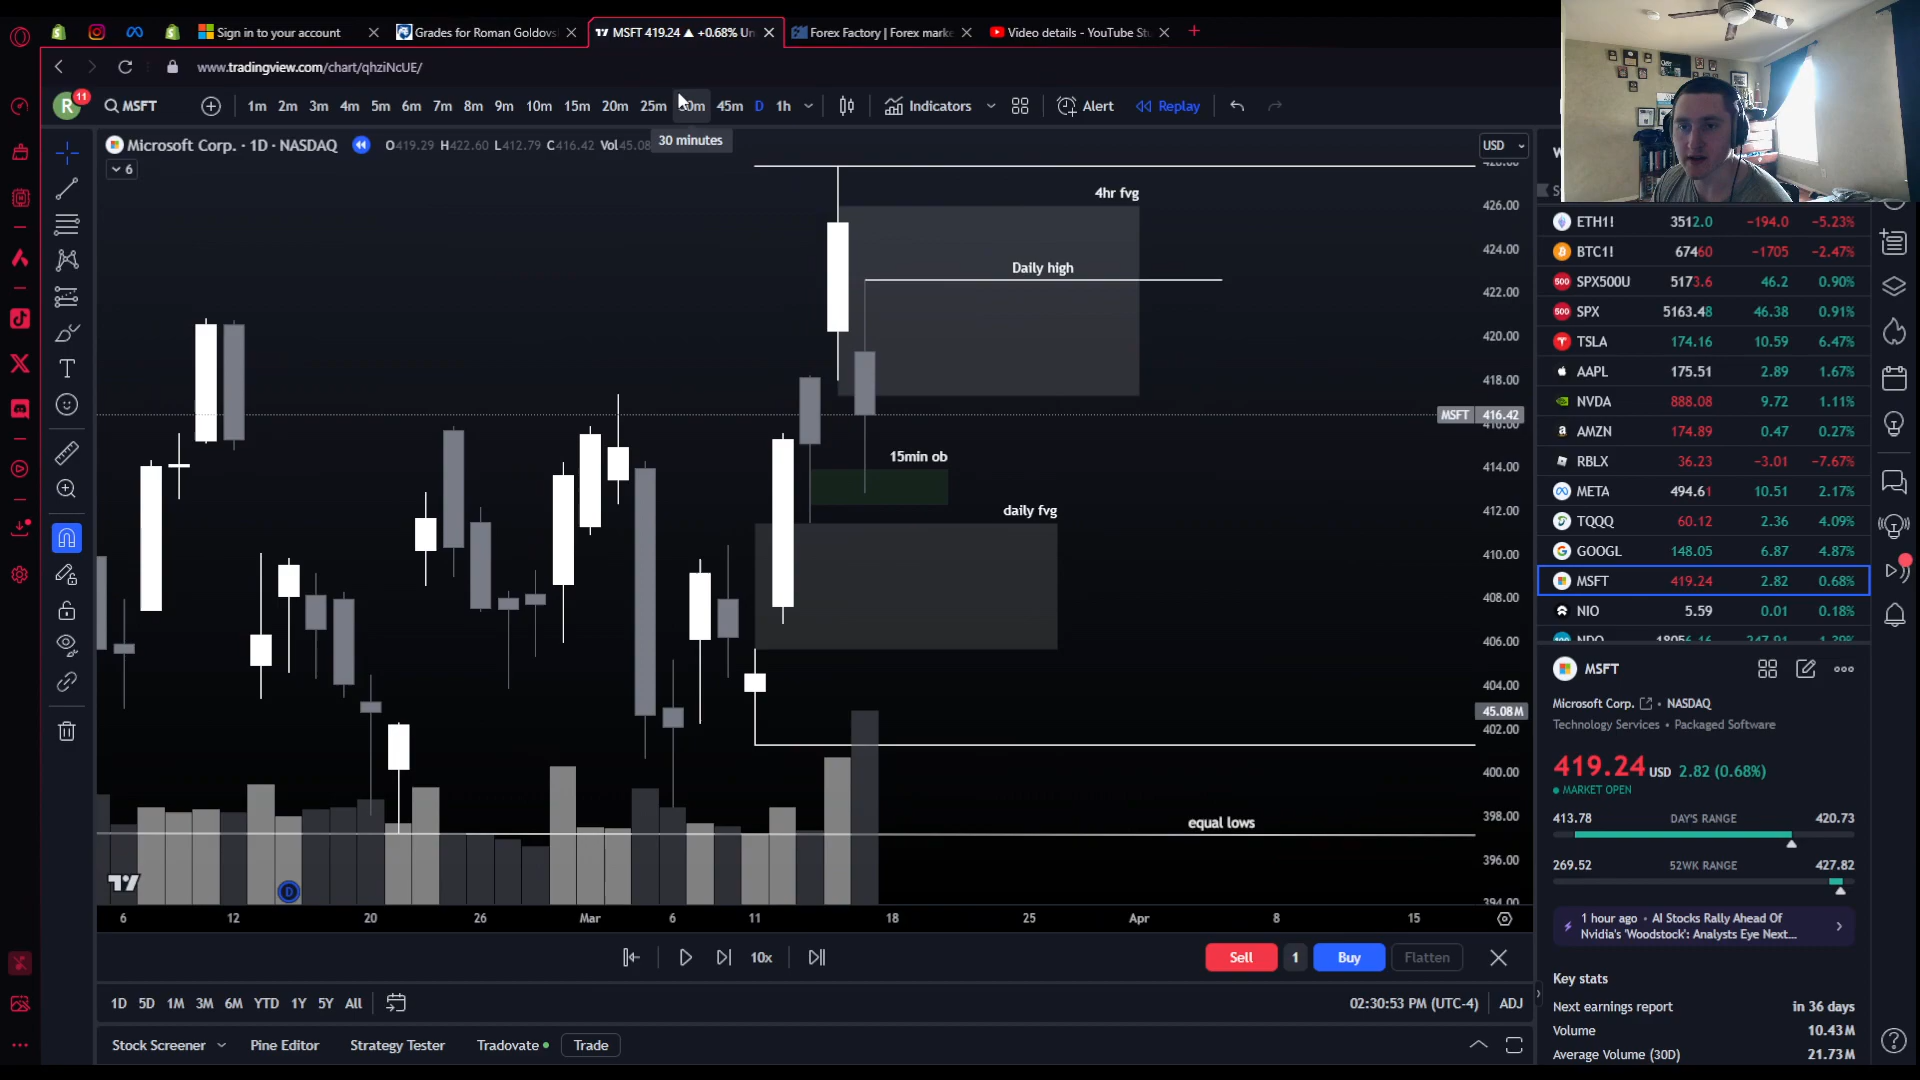 Sign in to your account
Grades for Roman Goldovs
MSFT 419.24 ▲ +0.68% Un
Forex Factory | Forex marke
Video details - YouTube St
www.tradingview.com/chart/qhziNcUE/
R
11
MSFT
1m 2m 3m 4m 5m 6m 7m 8m 9m 10m 15m 20m 25m 45m D 1h
Indicators
Alert
Replay
30 minutes
Microsoft Corp. · 1D · NASDAQ
O419.29 H422.60 L412.79 C416.42 Vol45.08
6
USD
4hr fvg
Daily high
15min ob
daily fvg
equal lows
426.00
424.00
422.00
420.00
418.00
MSFT 416.42
414.00
412.00
410.00
408.00
406.00
404.00
45.08M
402.00
400.00
398.00
396.00
394.00
D
6 12 20 26 Mar 6 11 18 25 Apr 8 15
10x
Sell
1
Buy
Flatten
1D 5D 1M 3M 6M YTD 1Y 5Y All
02:30:53 PM (UTC-4)
ADJ
Stock Screener
Pine Editor
Strategy Tester
Tradovate
Trade
ETH1! 3512.0 −194.0 −5.23%
BTC1! 67460 −1705 −2.47%
SPX500U 5173.6 46.2 0.90%
SPX 5163.48 46.38 0.91%
TSLA 174.16 10.59 6.47%
AAPL 175.51 2.89 1.67%
NVDA 888.08 9.72 1.11%
AMZN 174.89 0.47 0.27%
RBLX 36.23 −3.01 −7.67%
META 494.61 10.51 2.17%
TQQQ 60.12 2.36 4.09%
GOOGL 148.05 6.87 4.87%
MSFT 419.24 2.82 0.68%
NIO 5.59 0.01 0.18%
MSFT
Microsoft Corp. • NASDAQ
Technology Services • Packaged Software
419.24 USD 2.82 (0.68%)
MARKET OPEN
413.78 DAY'S RANGE 420.73
269.52 52WK RANGE 427.82
1 hour ago • AI Stocks Rally Ahead Of
Nvidia's 'Woodstock': Analysts Eye Next...
Key stats
Next earnings report in 36 days
Volume 10.43M
Average Volume (30D) 21.73M